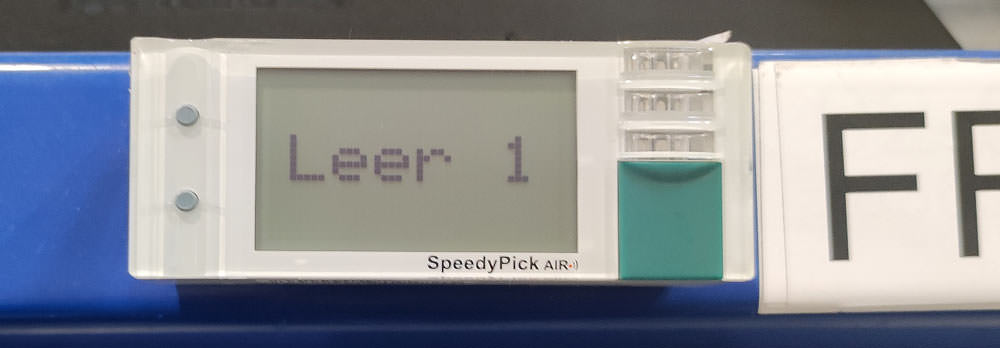 Leer 1
SpeedyPick AIR
FF